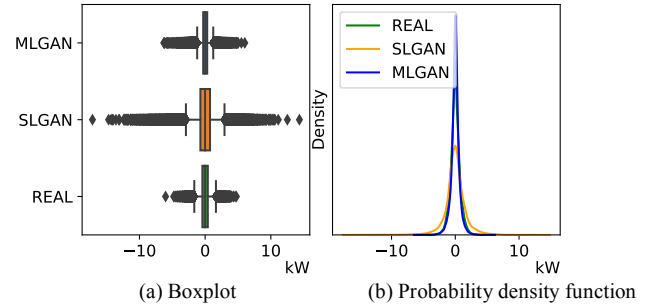 MLGAN
SLGAN
REAL
−10 0 10
kW
(a) Boxplot
Density
REAL
SLGAN
MLGAN
−10 0 10
kW
(b) Probability density function